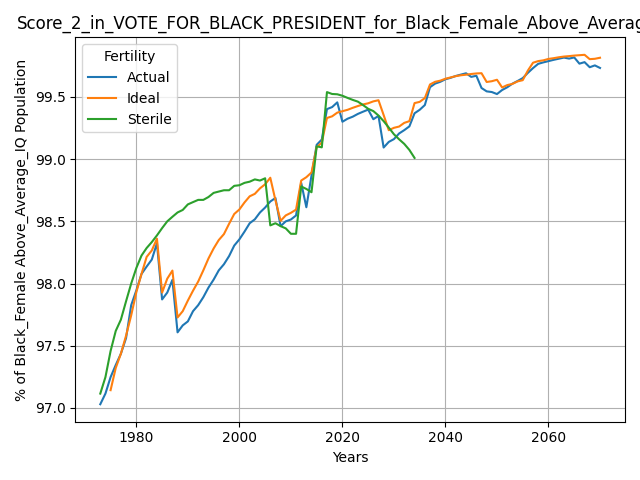 Score_2_in_VOTE_FOR_BLACK_PRESIDENT_for_Black_Female_Above_Averag
Fertility
Actual
Ideal
Sterile
% of Black_Female Above_Average_IQ Population
99.5
99.0
98.5
98.0
97.5
97.0
1980
2000
2020
2040
2060
Years